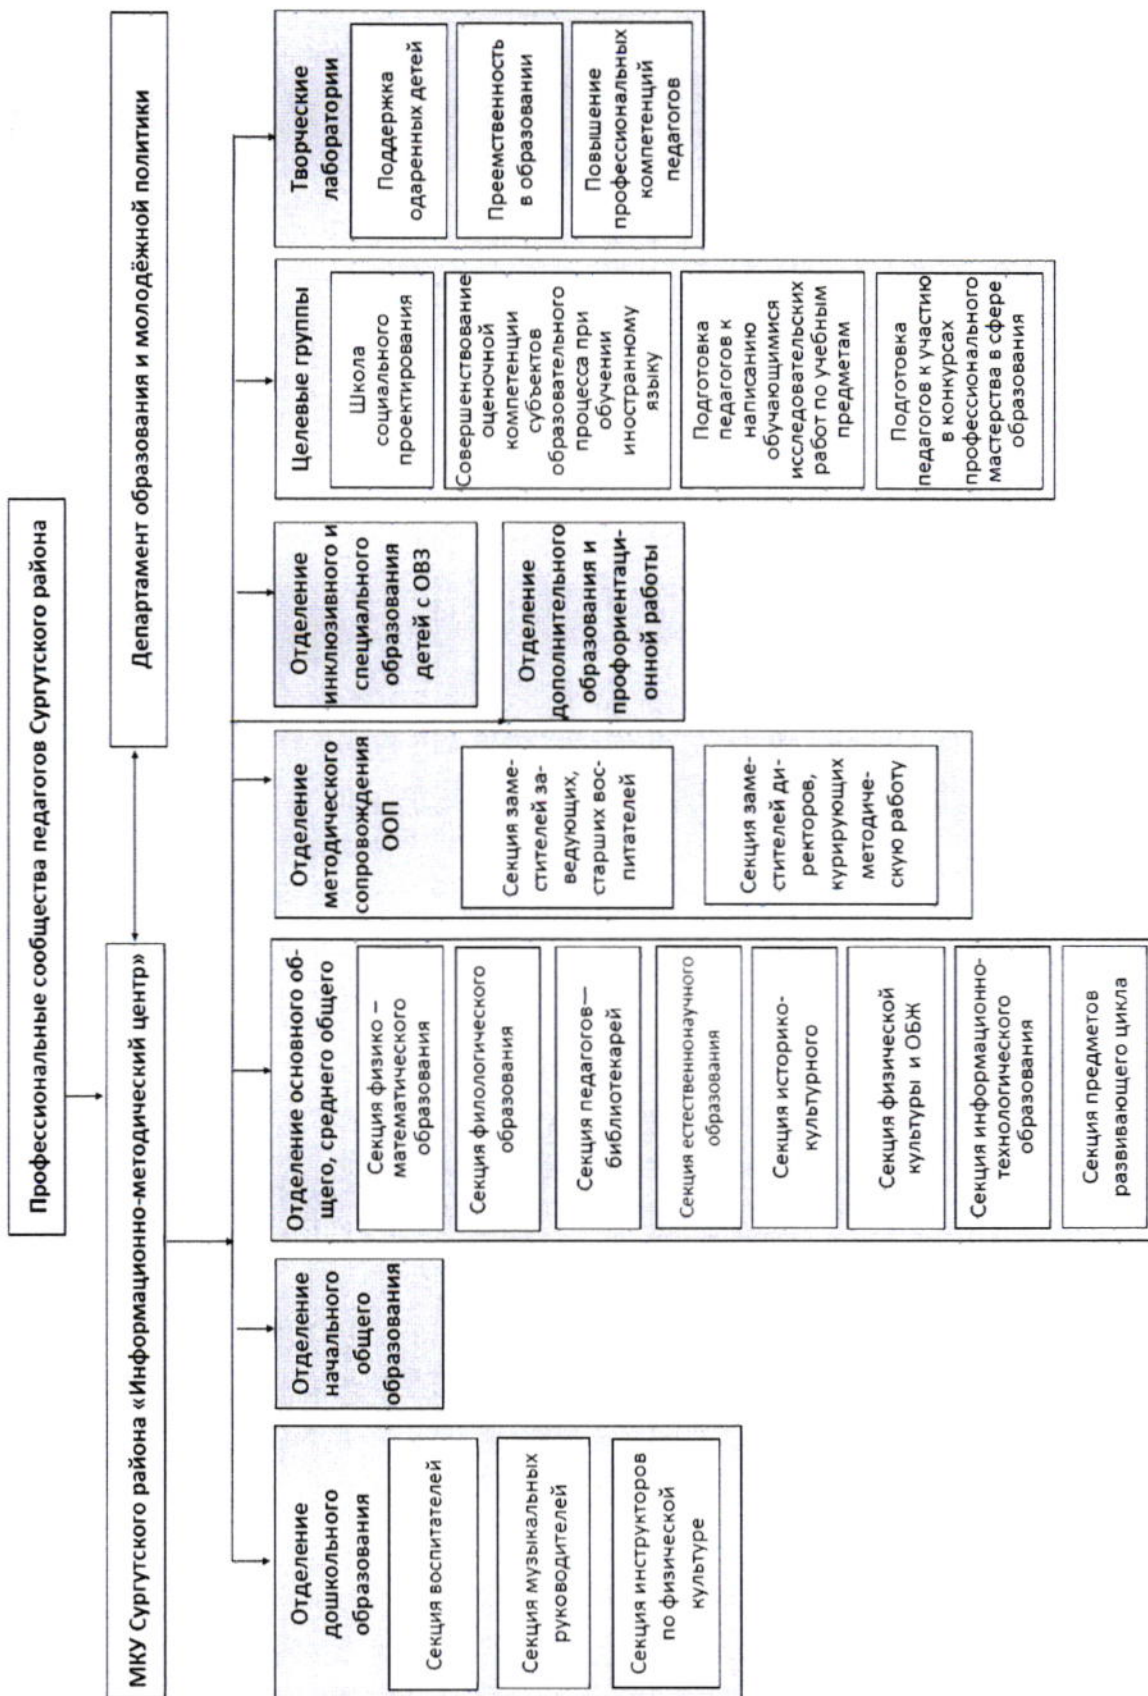 Профессиональные сообщества педагогов Сургутского района
МКУ Сургутского района «Информационно-методический центр»
Департамент образования и молодёжной политики
Отделение
дошкольного
образования
Секция воспитателей
Секция музыкальных
руководителей
Секция инструкторов
по физической
культуре
Отделение
начального
общего
образования
Отделение основного об-
щего, среднего общего
Секция физико –
математического
образования
Секция филологического
образования
Секция педагогов—
библиотекарей
Секция естественнонаучного
образования
Секция историко-
культурного
Секция физической
культуры и ОБЖ
Секция информационно-
технологического
образования
Секция предметов
развивающего цикла
Отделение
методического
сопровождения
ООП
Секция заме-
стителей за-
ведующих,
старших вос-
питателей
Секция заме-
стителей ди-
ректоров,
курирующих
методиче-
скую работу
Отделение
инклюзивного и
специального
образования
детей с ОВЗ
Отделение
дополнительного
образования и
профориентаци-
онной работы
Целевые группы
Школа
социального
проектирования
Совершенствование
оценочной
компетенции
субъектов
образовательного
процесса при
обучении
иностранному
языку
Подготовка
педагогов к
написанию
обучающимися
исследовательских
работ по учебным
предметам
Подготовка
педагогов к участию
в конкурсах
профессионального
мастерства в сфере
образования
Творческие
лаборатории
Поддержка
одаренных детей
Преемственность
в образовании
Повышение
профессиональных
компетенций
педагогов